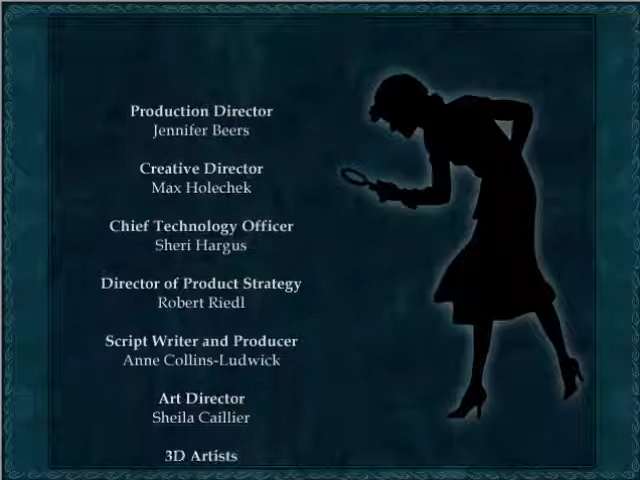 Production Director
Jennifer Beers
Creative Director
Max Holechek
Chief Technology Officer
Sheri Hargus
Director of Product Strategy
Robert Riedl
Script Writer and Producer
Anne Collins-Ludwick
Art Director
Sheila Caillier
3D Artists